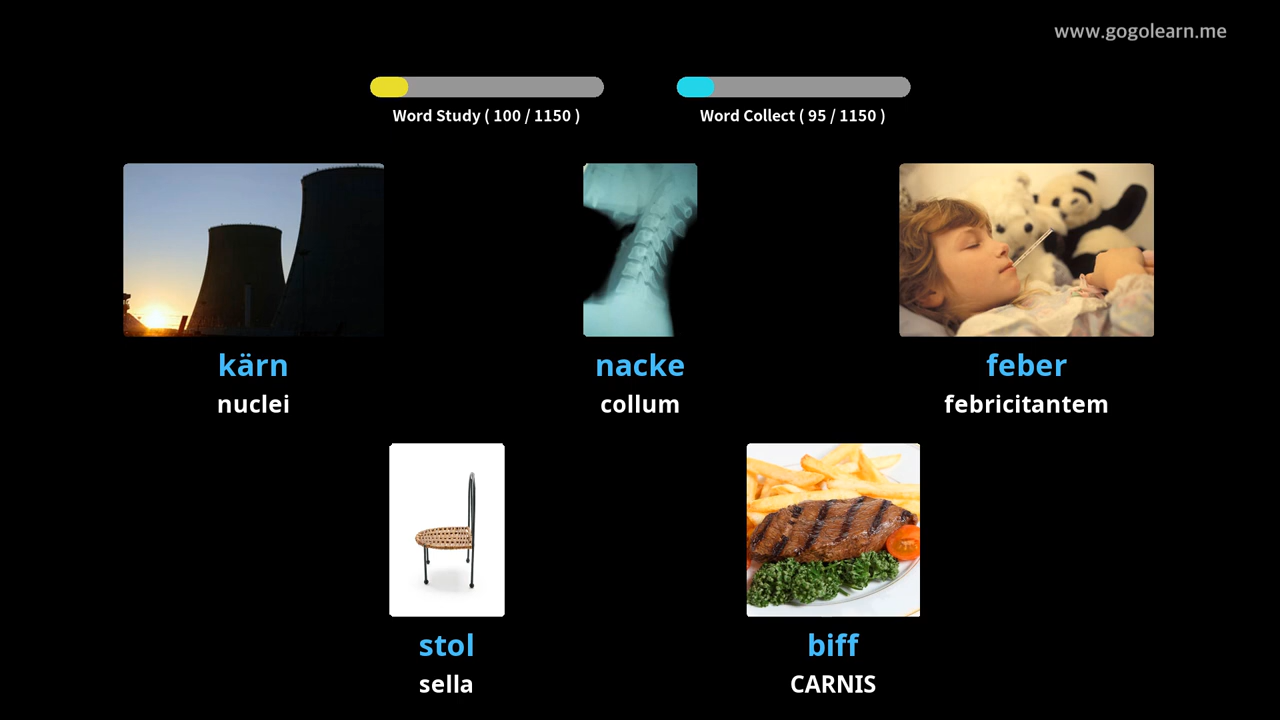 www.gogolearn.me
Word Study ( 100 / 1150 )
Word Collect ( 95 / 1150 )
kärn
nuclei
nacke
collum
feber
febricitantem
stol
sella
biff
CARNIS